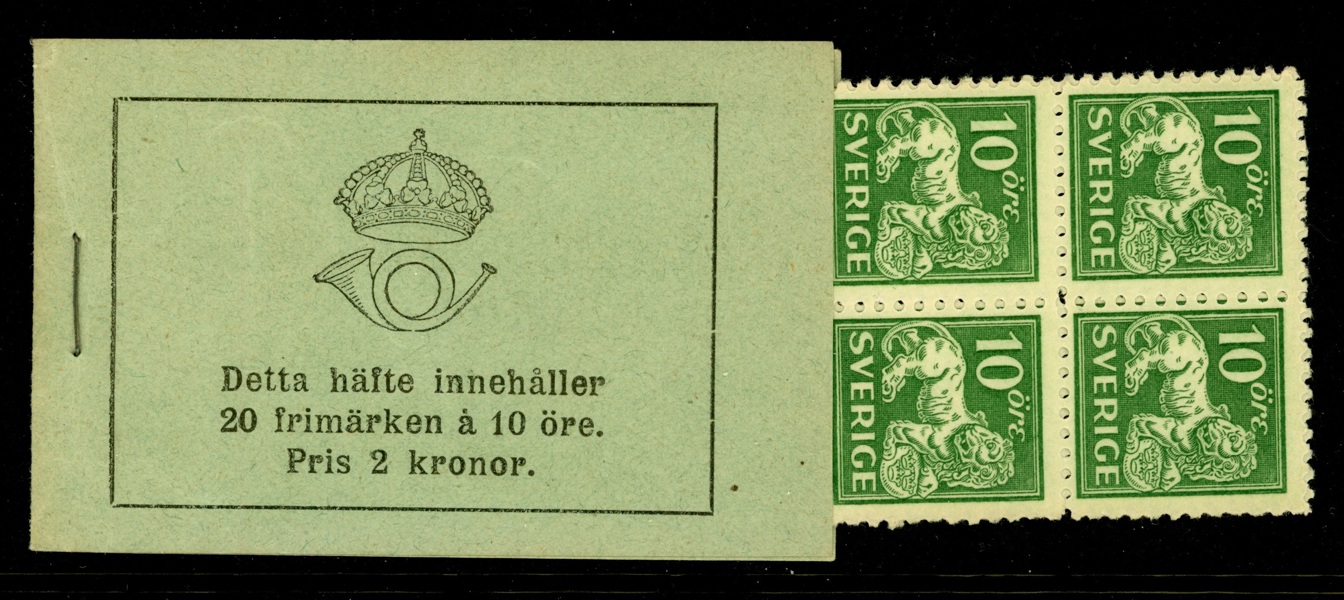 Detta häfte innehåller
20 frimärken à 10 öre.
Pris 2 kronor.
10 öre
SVERIGE
10 öre
SVERIGE
10 öre
SVERIGE
10 öre
SVERIGE